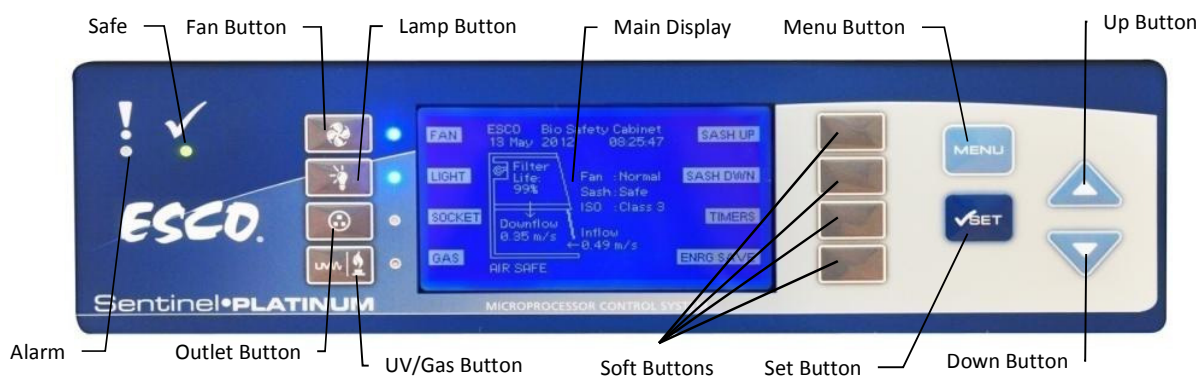 Safe Fan Button Lamp Button Main Display Menu Button Up Button
FAN
ESCO Bio Safety Cabinet
13 May 2012 08:25:47
SASH UP
MENU
LIGHT
Filter
Life:
99%
Fan :Normal
Sash:Safe
ISO :Class 3
SASH DWN
ESCO.
SOCKET
Downflow
0.35 m/s
Inflow
0.49 m/s
TIMERS
SET
UV
GAS
AIR SAFE
ENRG SAVE
Sentinel•PLATINUM
MICROPROCESSOR CONTROL SYS
Alarm Outlet Button UV/Gas Button Soft Buttons Set Button Down Button